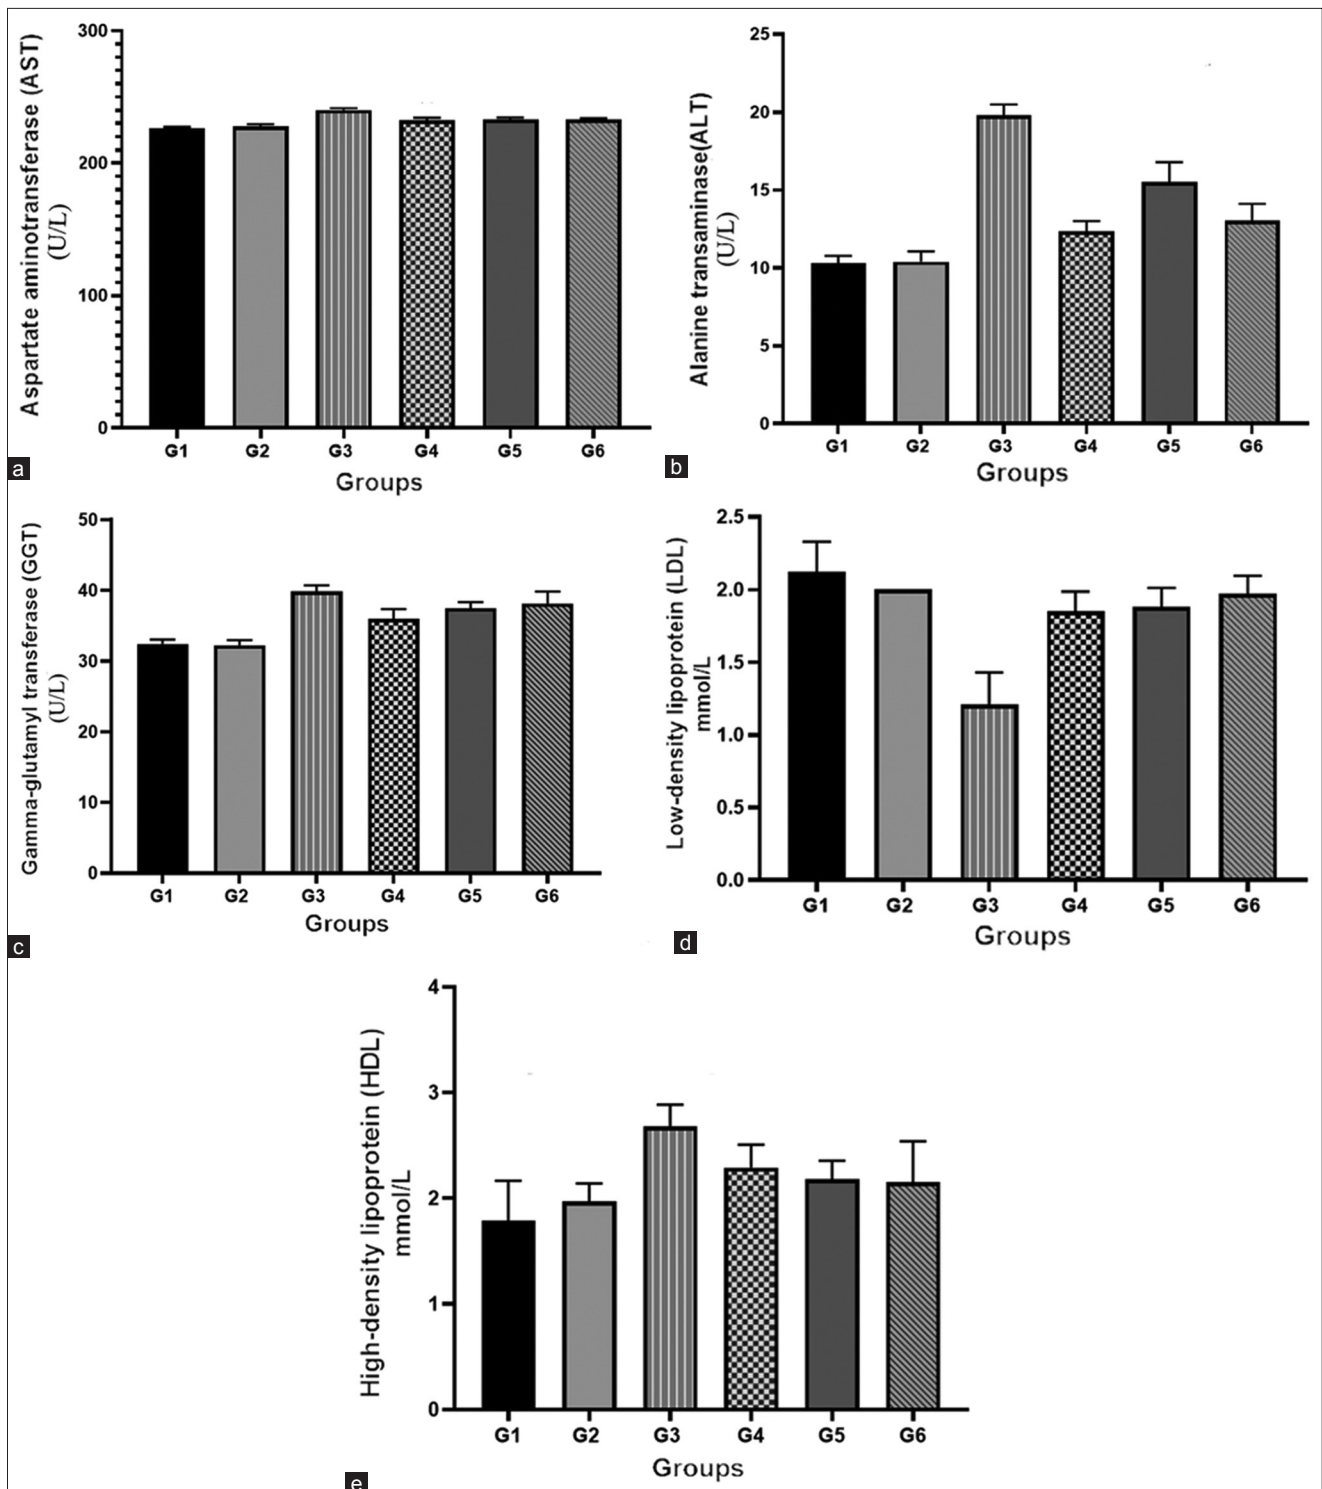 Aspartate aminotransferase (AST)
(U/L)
300
200
100
0
G1 G2 G3 G4 G5 G6
Groups
a
Alanine transaminase(ALT)
(U/L)
25
20
15
10
5
0
G1 G2 G3 G4 G5 G6
Groups
b
Gamma-glutamyl transferase (GGT)
(U/L)
50
40
30
20
10
0
G1 G2 G3 G4 G5 G6
Groups
c
Low-density lipoprotein (LDL)
mmol/L
2.5
2.0
1.5
1.0
0.5
0.0
G1 G2 G3 G4 G5 G6
Groups
d
High-density lipoprotein (HDL)
mmol/L
4
3
2
1
0
G1 G2 G3 G4 G5 G6
Groups
e